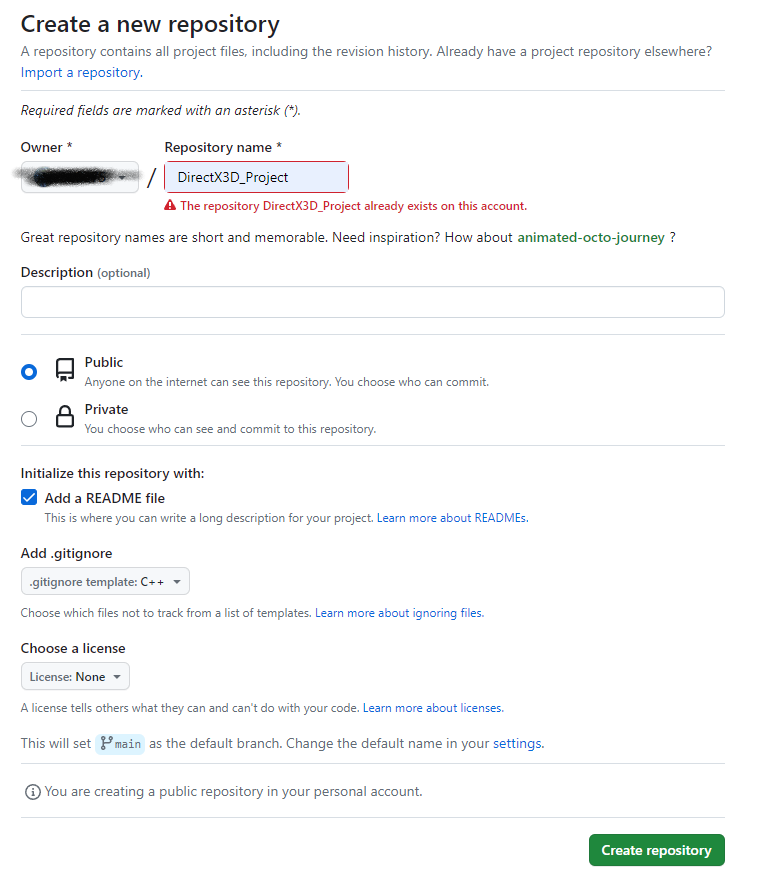 Create a new repository
A repository contains all project files, including the revision history. Already have a project repository elsewhere?
Import a repository.
Required fields are marked with an asterisk (*).
Owner * Repository name *
/ DirectX3D_Project
The repository DirectX3D_Project already exists on this account.
Great repository names are short and memorable. Need inspiration? How about animated-octo-journey ?
Description (optional)
Public
Anyone on the internet can see this repository. You choose who can commit.
Private
You choose who can see and commit to this repository.
Initialize this repository with:
Add a README file
This is where you can write a long description for your project. Learn more about READMEs.
Add .gitignore
.gitignore template: C++
Choose which files not to track from a list of templates. Learn more about ignoring files.
Choose a license
License: None
A license tells others what they can and can't do with your code. Learn more about licenses.
This will set main as the default branch. Change the default name in your settings.
You are creating a public repository in your personal account.
Create repository